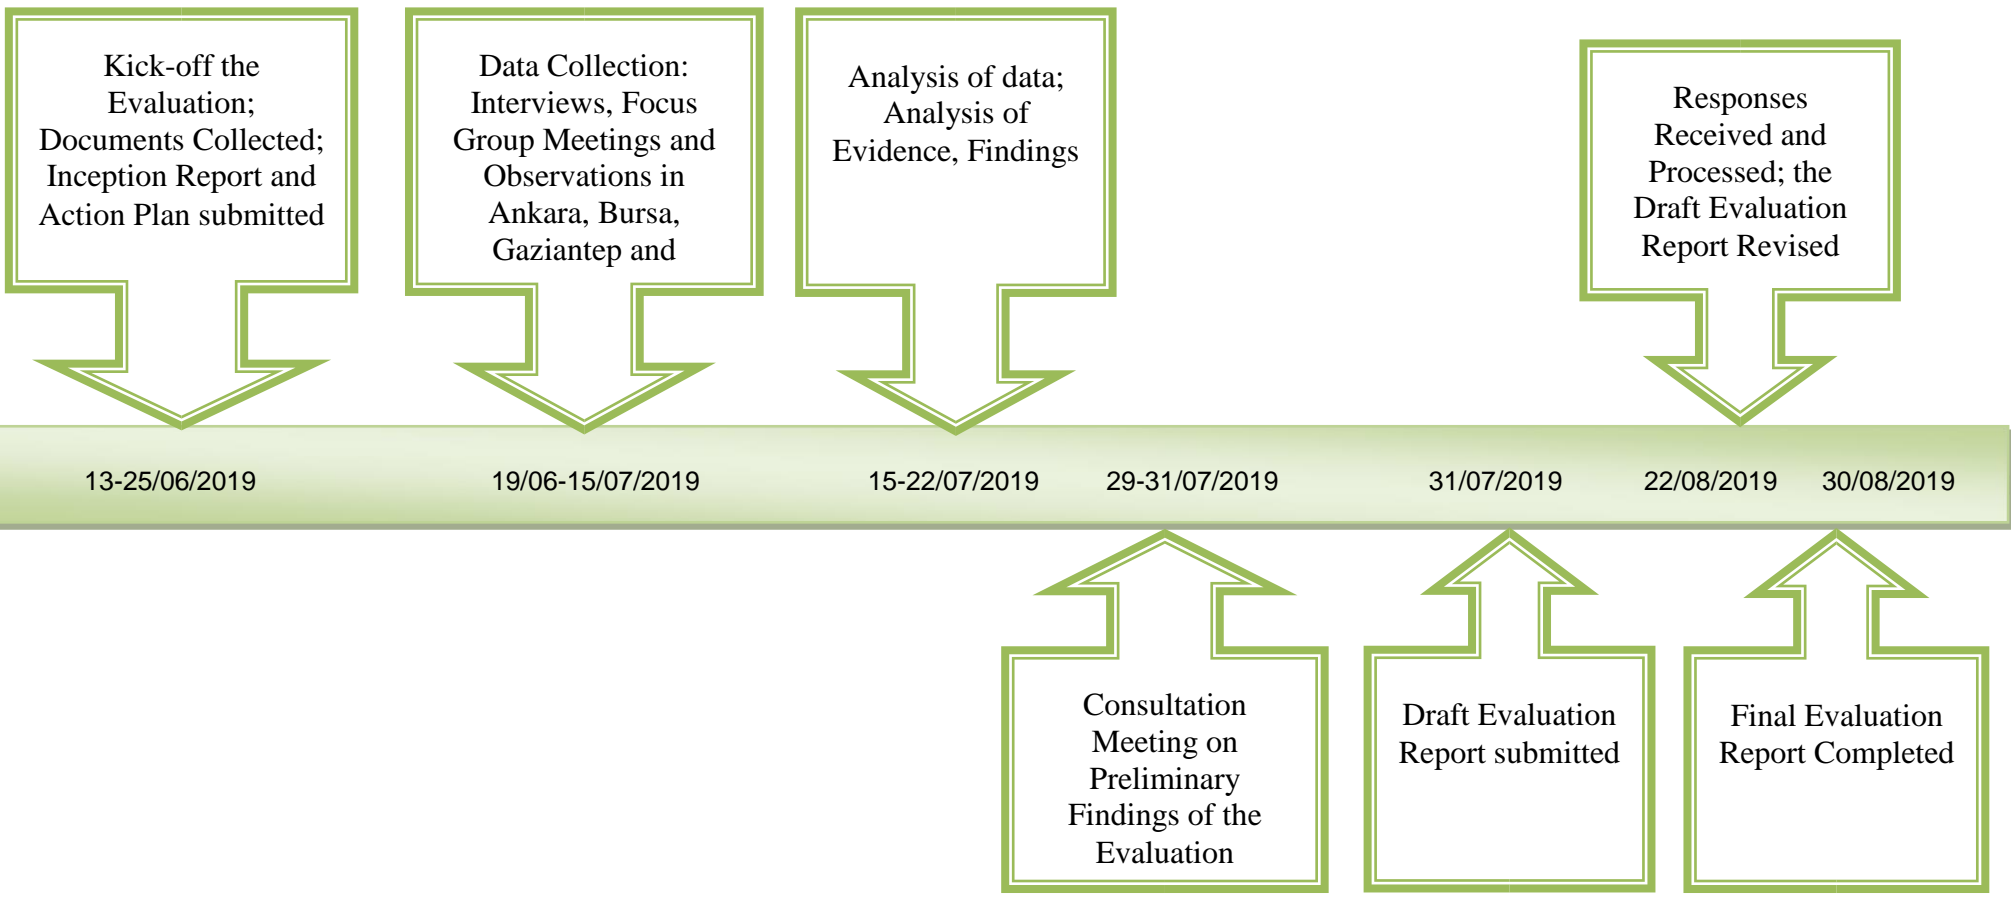 Kick-off the
Evaluation;
Documents Collected;
Inception Report and
Action Plan submitted
Data Collection:
Interviews, Focus
Group Meetings and
Observations in
Ankara, Bursa,
Gaziantep and
Analysis of data;
Analysis of
Evidence, Findings
Responses
Received and
Processed; the
Draft Evaluation
Report Revised
13-25/06/2019
19/06-15/07/2019
15-22/07/2019
29-31/07/2019
31/07/2019
22/08/2019
30/08/2019
Consultation
Meeting on
Preliminary
Findings of the
Evaluation
Draft Evaluation
Report submitted
Final Evaluation
Report Completed